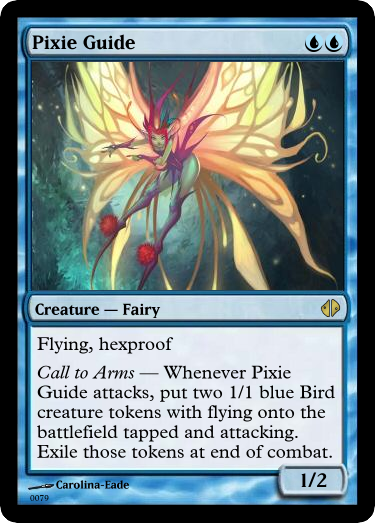 Pixie Guide
Creature — Fairy
Flying, hexproof
Call to Arms — Whenever Pixie
Guide attacks, put two 1/1 blue Bird
creature tokens with flying onto the
battlefield tapped and attacking.
Exile those tokens at end of combat.
1/2
Carolina-Eade
0079